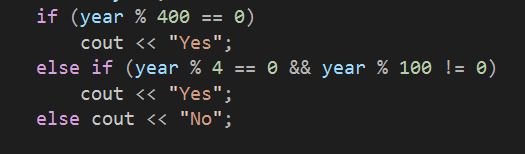 if (year % 400 == 0)
    cout << "Yes";
else if (year % 4 == 0 && year % 100 != 0)
    cout << "Yes";
else cout << "No";